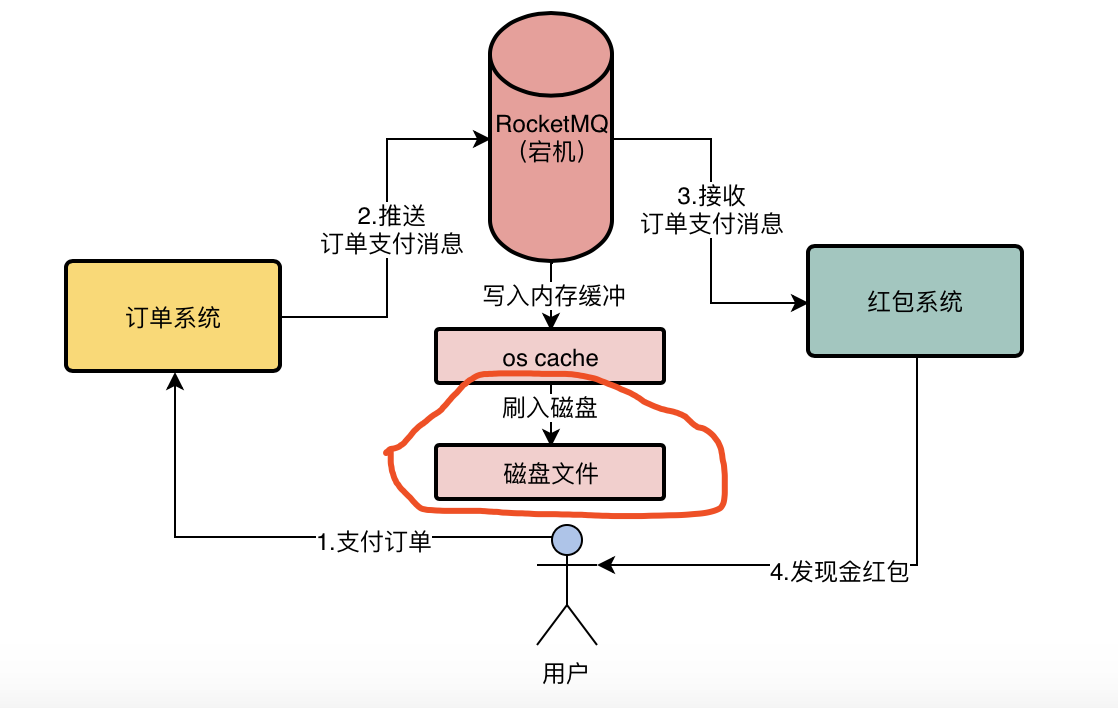 RocketMQ
（宕机）
2.推送
订单支付消息
3.接收
订单支付消息
订单系统
写入内存缓冲
红包系统
os cache
刷入磁盘
磁盘文件
1.支付订单
4.发现金红包
用户